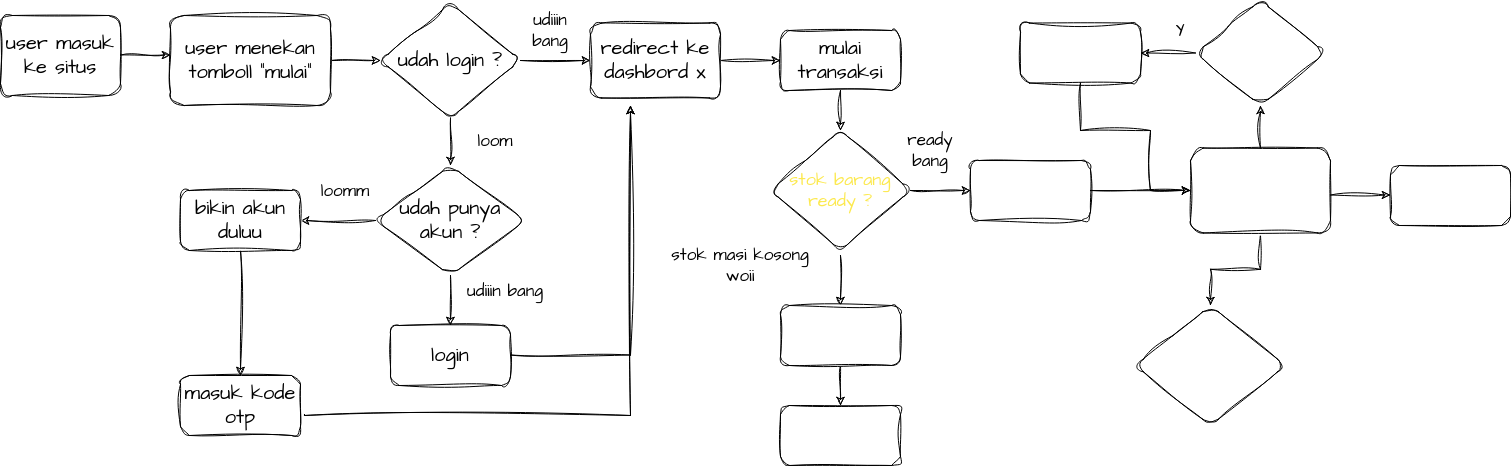 user masuk
ke situs
user menekan
tomboll "mulai"
udah login ?
udiiin
bang
redirect ke
dashbord x
mulai
transaksi
y
loom
ready
bang
stok barang
ready ?
loomm
bikin akun
duluu
udah punya
akun ?
stok masi kosong
woii
udiiin bang
login
masuk kode
otp